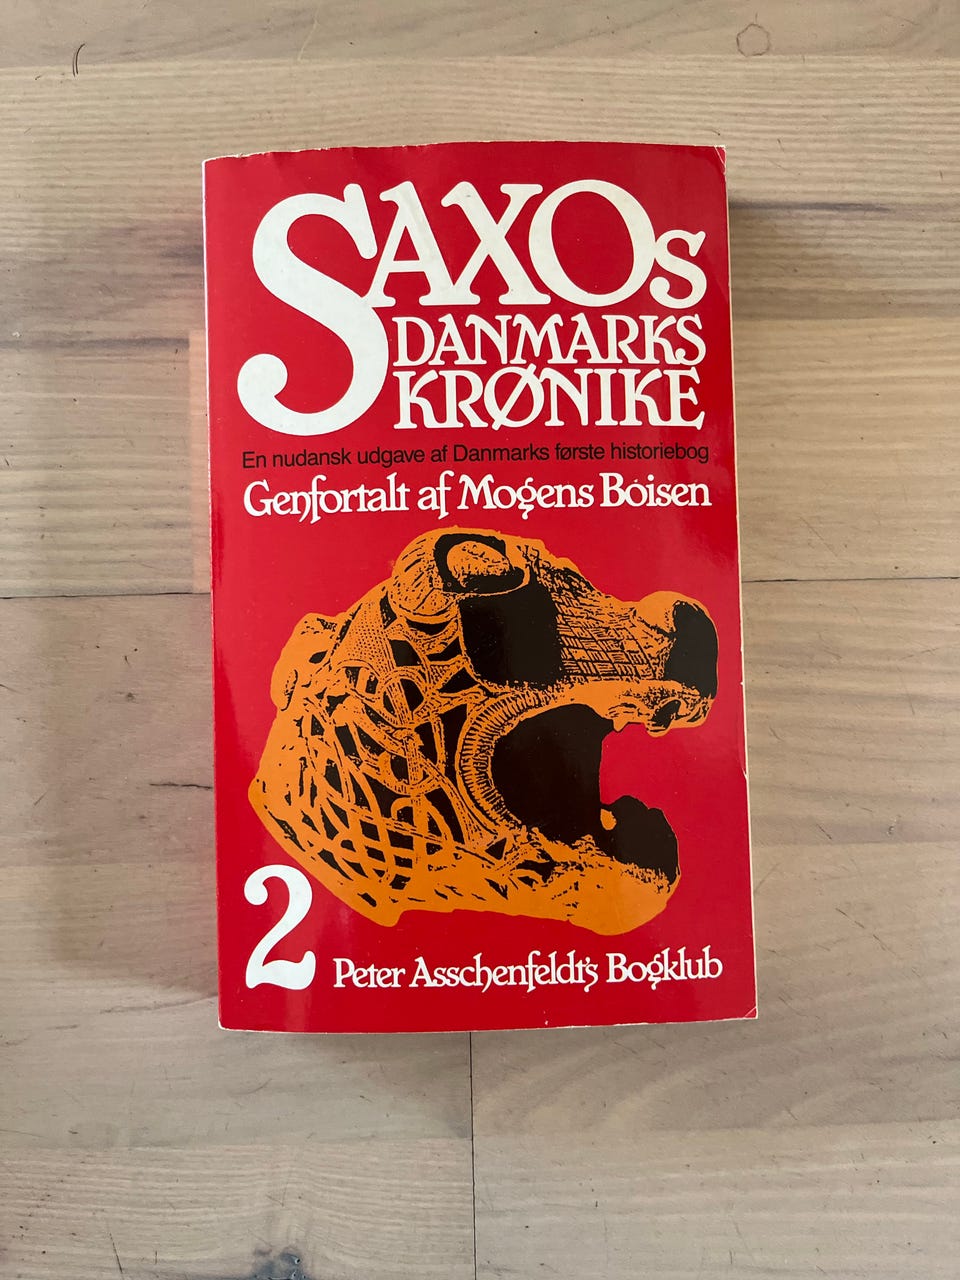 SAXOS
DANMARKS
KRØNIKE
En nudansk udgave af Danmarks første historiebog
Genfortalt af Mogens Boisen
2
Peter Asschenfeldt's Bogklub